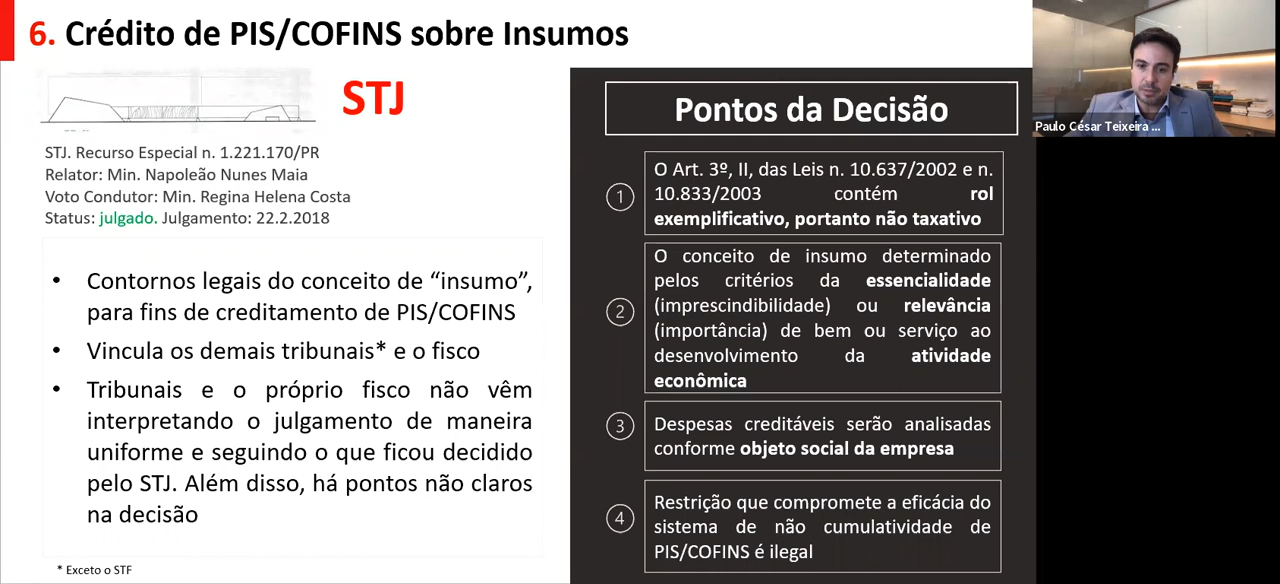 6. Crédito de PIS/COFINS sobre Insumos
STJ
STJ. Recurso Especial n. 1.221.170/PR
Relator: Min. Napoleão Nunes Maia
Voto Condutor: Min. Regina Helena Costa
Status: julgado. Julgamento: 22.2.2018
• Contornos legais do conceito de “insumo”,
para fins de creditamento de PIS/COFINS
• Vincula os demais tribunais* e o fisco
• Tribunais e o próprio fisco não vêm
interpretando o julgamento de maneira
uniforme e seguindo o que ficou decidido
pelo STJ. Além disso, há pontos não claros
na decisão
* Exceto o STF
Pontos da Decisão
1
O Art. 3º, II, das Leis n. 10.637/2002 e n.
10.833/2003 contém rol
exemplificativo, portanto não taxativo
2
O conceito de insumo determinado
pelos critérios da essencialidade
(imprescindibilidade) ou relevância
(importância) de bem ou serviço ao
desenvolvimento da atividade
econômica
3
Despesas creditáveis serão analisadas
conforme objeto social da empresa
4
Restrição que compromete a eficácia do
sistema de não cumulatividade de
PIS/COFINS é ilegal
Paulo César Teixeira ...